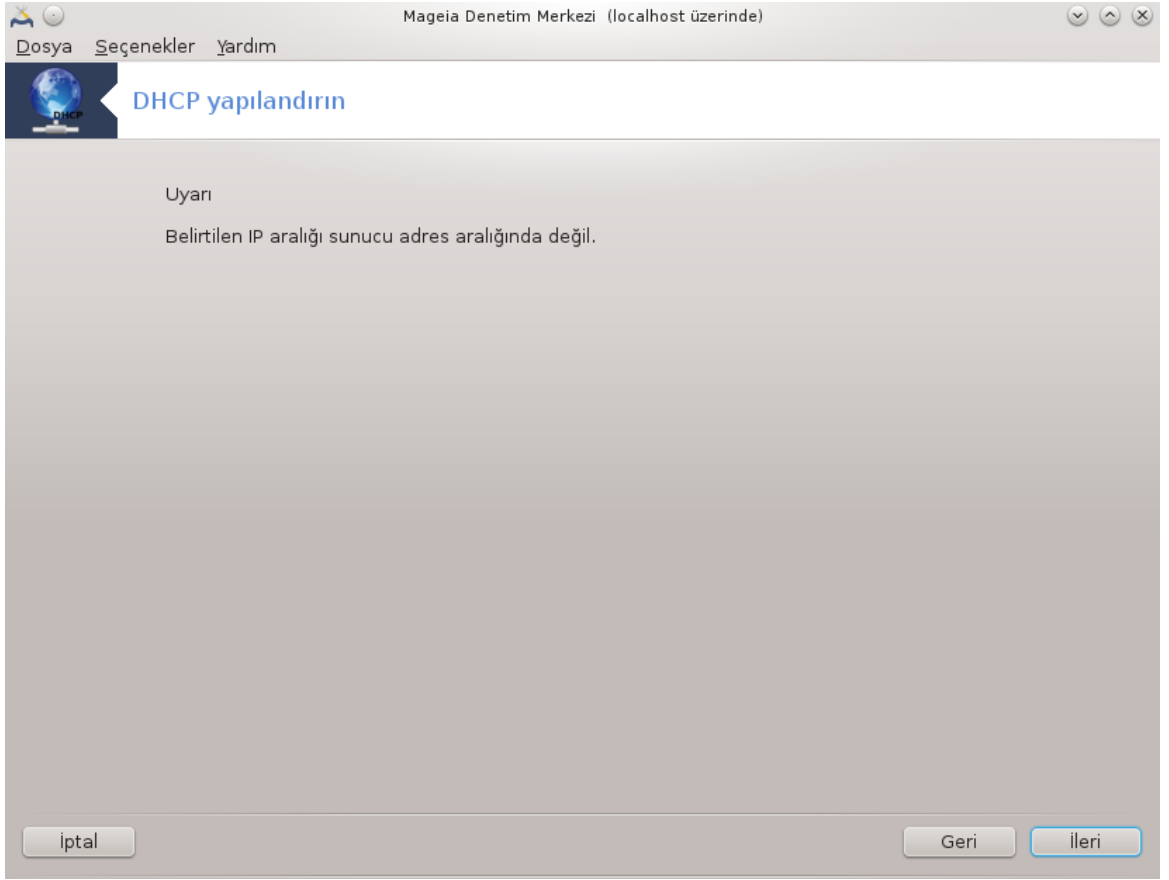 Mageia Denetim Merkezi (localhost üzerinde)
Dosya Seçenekler Yardım
DHCP
DHCP yapılandırın
Uyarı
Belirtilen IP aralığı sunucu adres aralığında değil.
İptal Geri İleri